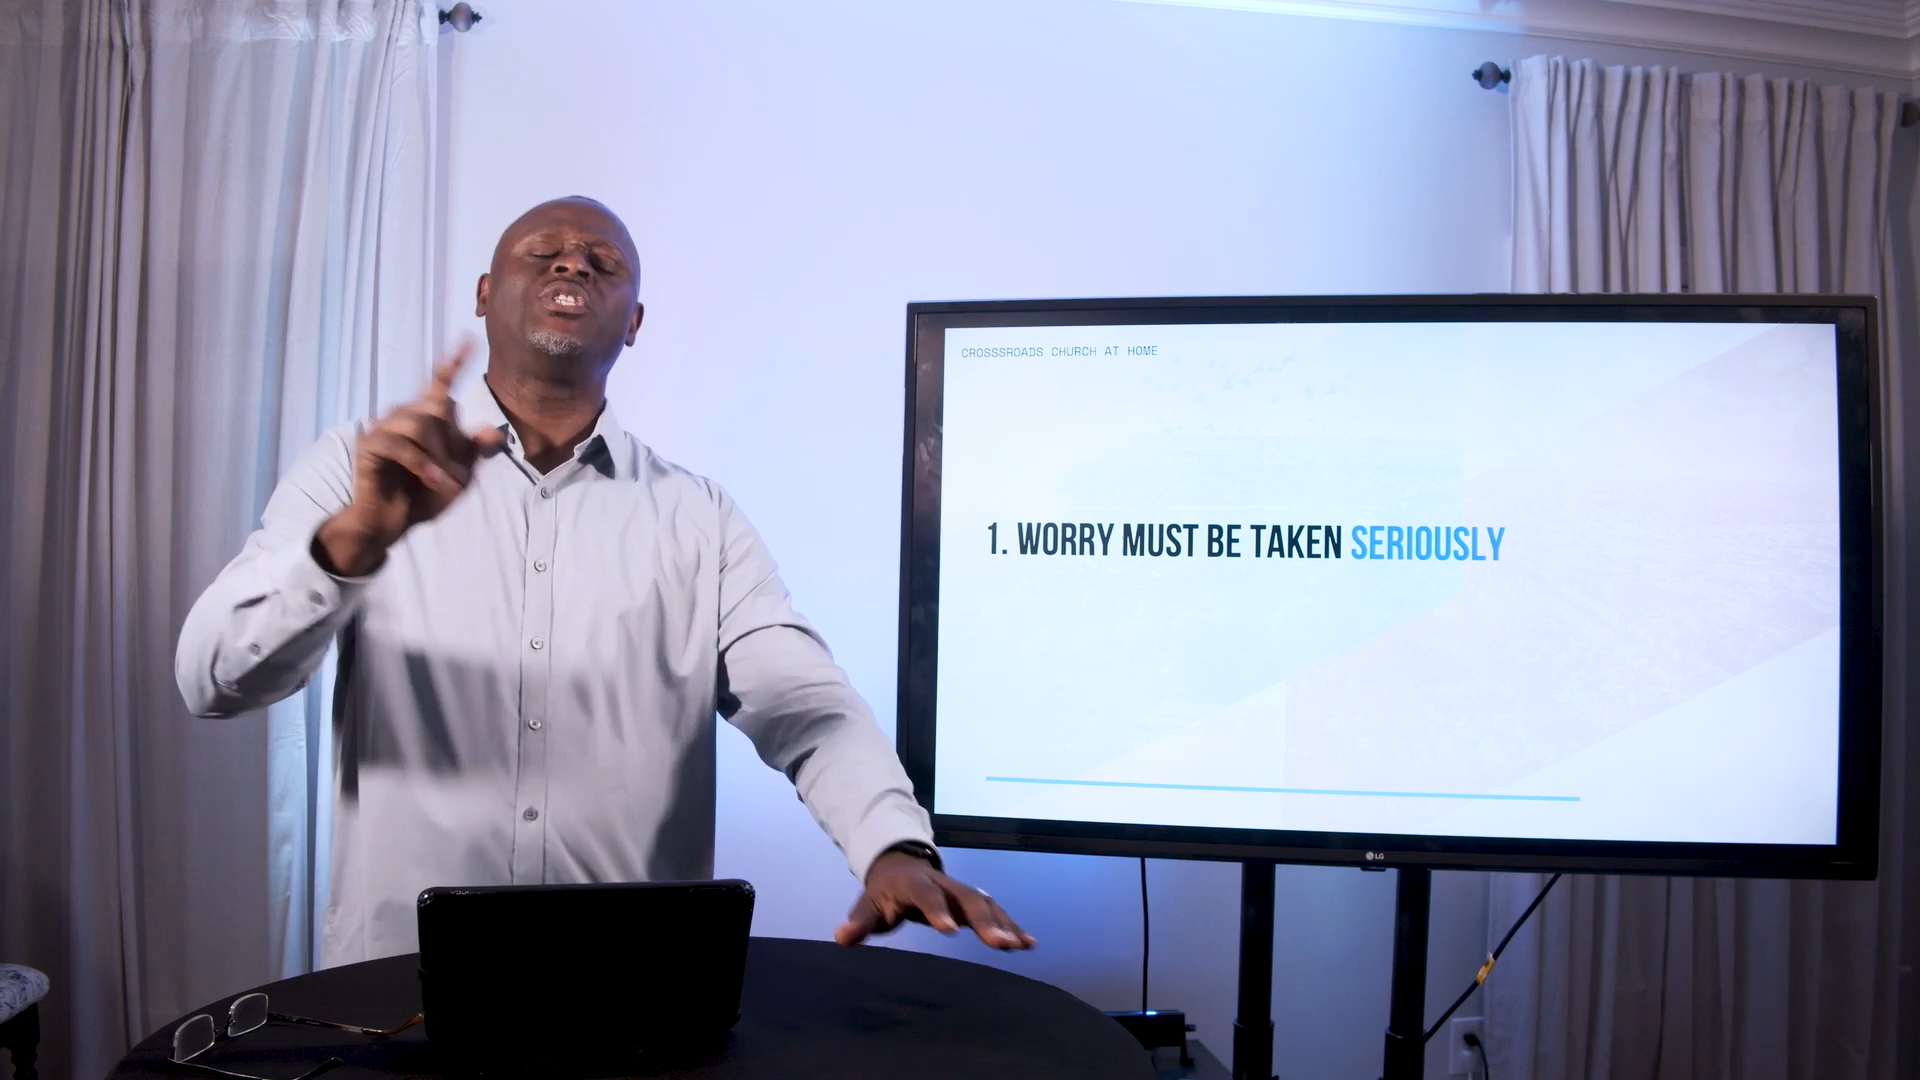 CROSSSROADS CHURCH AT HOME
1. WORRY MUST BE TAKEN SERIOUSLY
LG